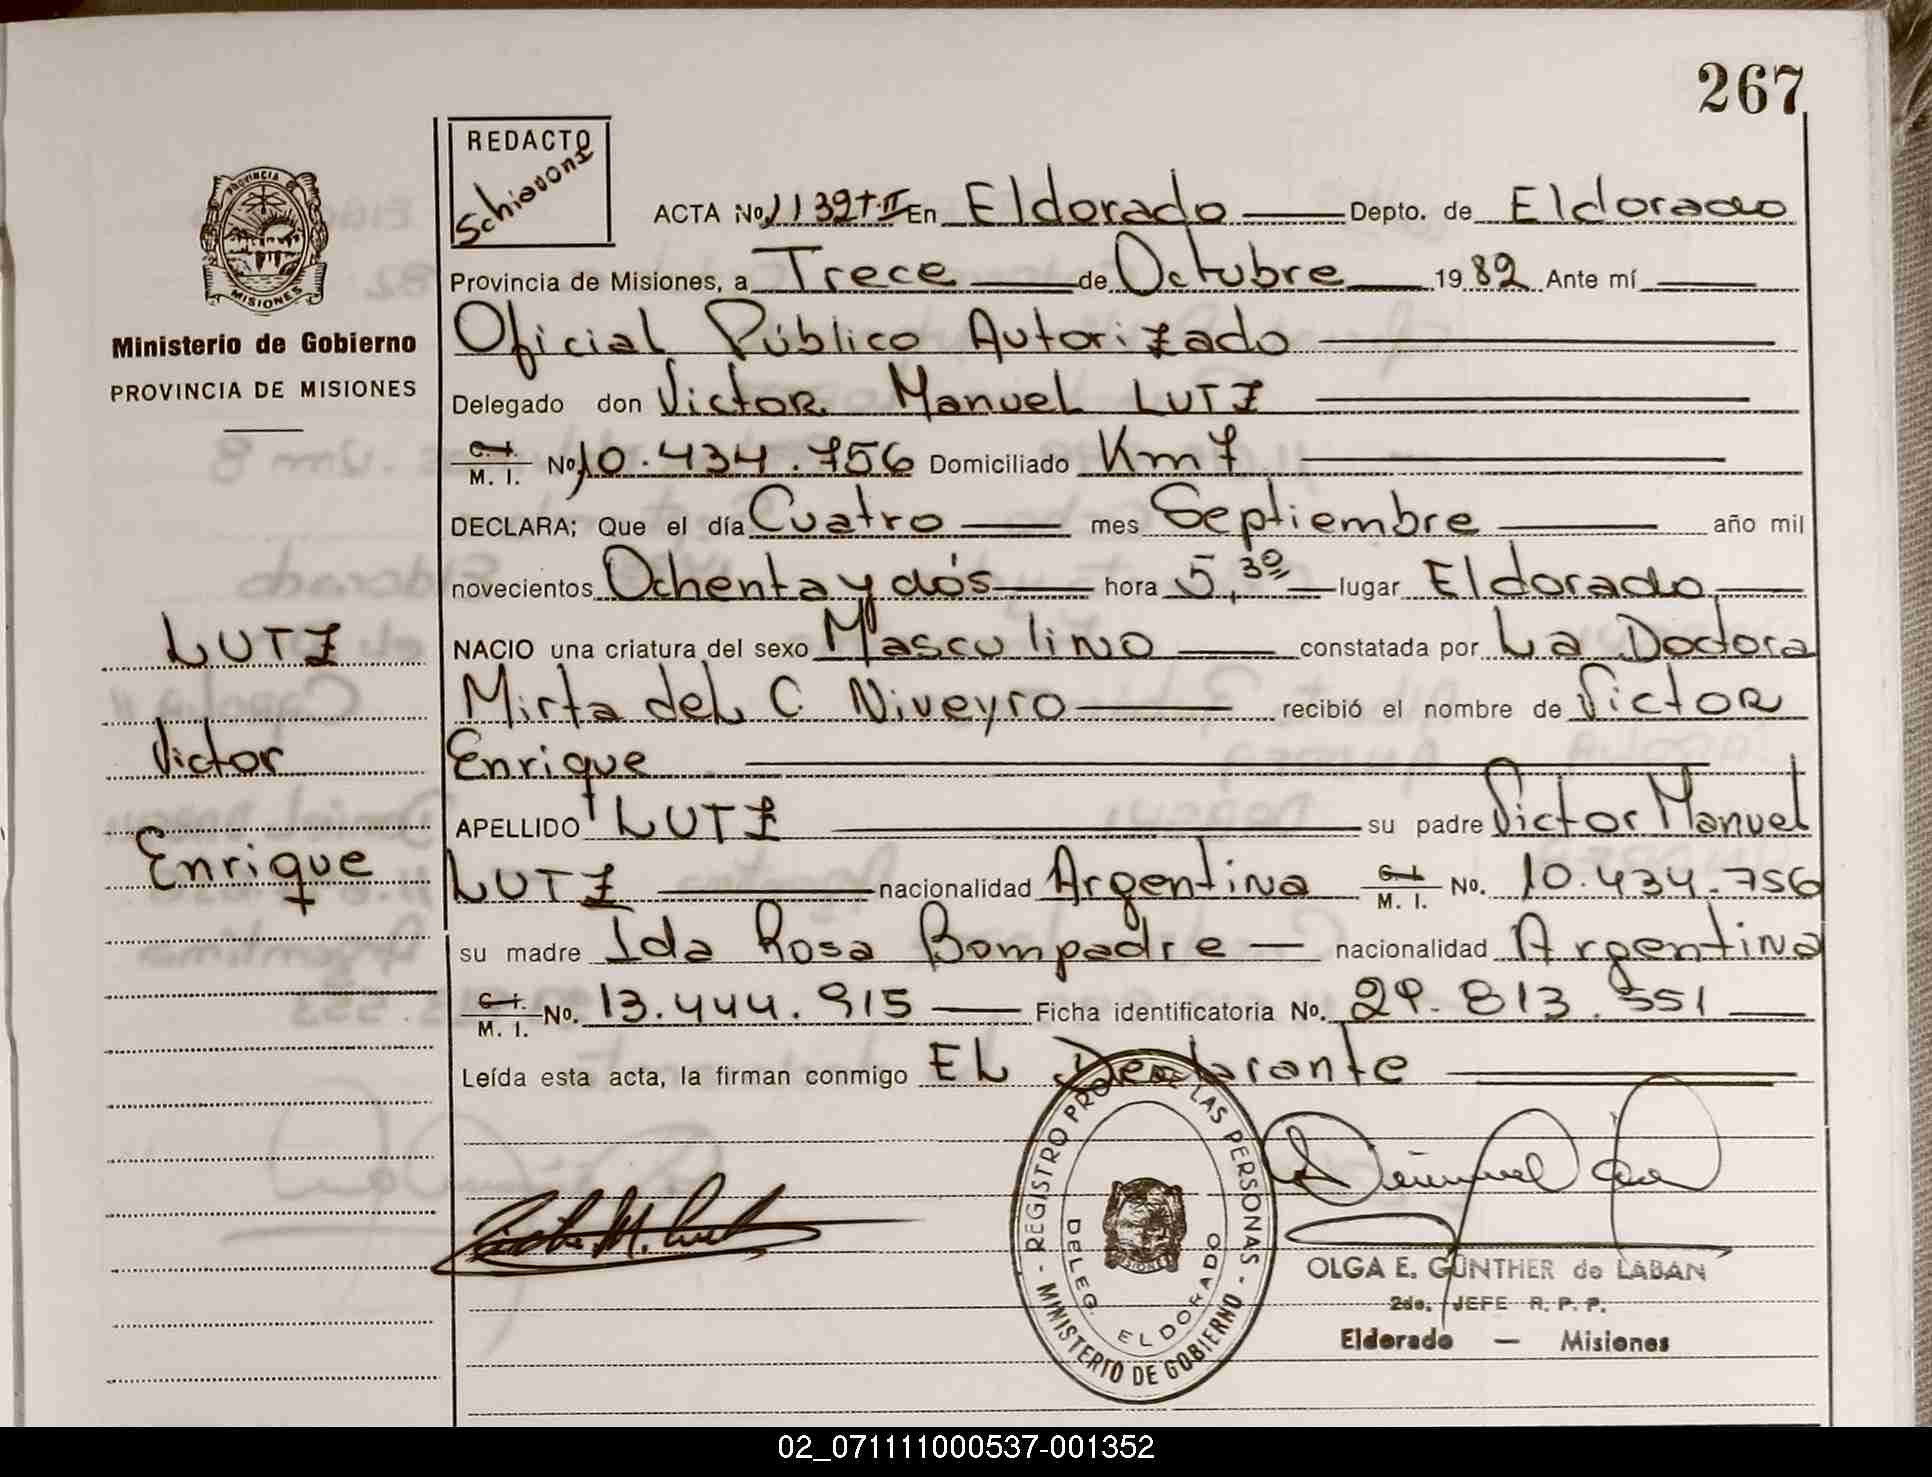 267
REDACTO
Schiavoni
PROVINCIA DE
MISIONES
Ministerio de Gobierno
PROVINCIA DE MISIONES
ACTA No. 1132 t·II En Eldorado Depto. de Eldorado
Provincia de Misiones, a Trece de Octubre 1982 Ante mí
Oficial Público Autorizado
Delegado don Victor Manuel LUTZ
C. I. M. I. No. 10.434.756 Domiciliado Km 7
DECLARA; Que el día Cuatro mes Septiembre año mil
novecientos Ochenta y dós hora 5,30 lugar Eldorado
NACIO una criatura del sexo Masculino constatada por La Doctora
Mirta del C. Niveyro recibió el nombre de Victor
Enrique
APELLIDO LUTZ su padre Victor Manuel
LUTZ nacionalidad Argentina C. I. M. I. No. 10.434.756
su madre Ida Rosa Bompadre nacionalidad Argentina
C. I. M. I. No. 13.444.915 Ficha identificatoria No. 29.813.551
Leída esta acta, la firman conmigo EL Declarante
LUTZ
Victor
Enrique
REGISTRO PROV. DE LAS PERSONAS - MINISTERIO DE GOBIERNO -
DELEG. ELDORADO
OLGA E. GÜNTHER de LABAN
2do. JEFE R. P. P.
Eldorado — Misiones
02_071111000537-001352